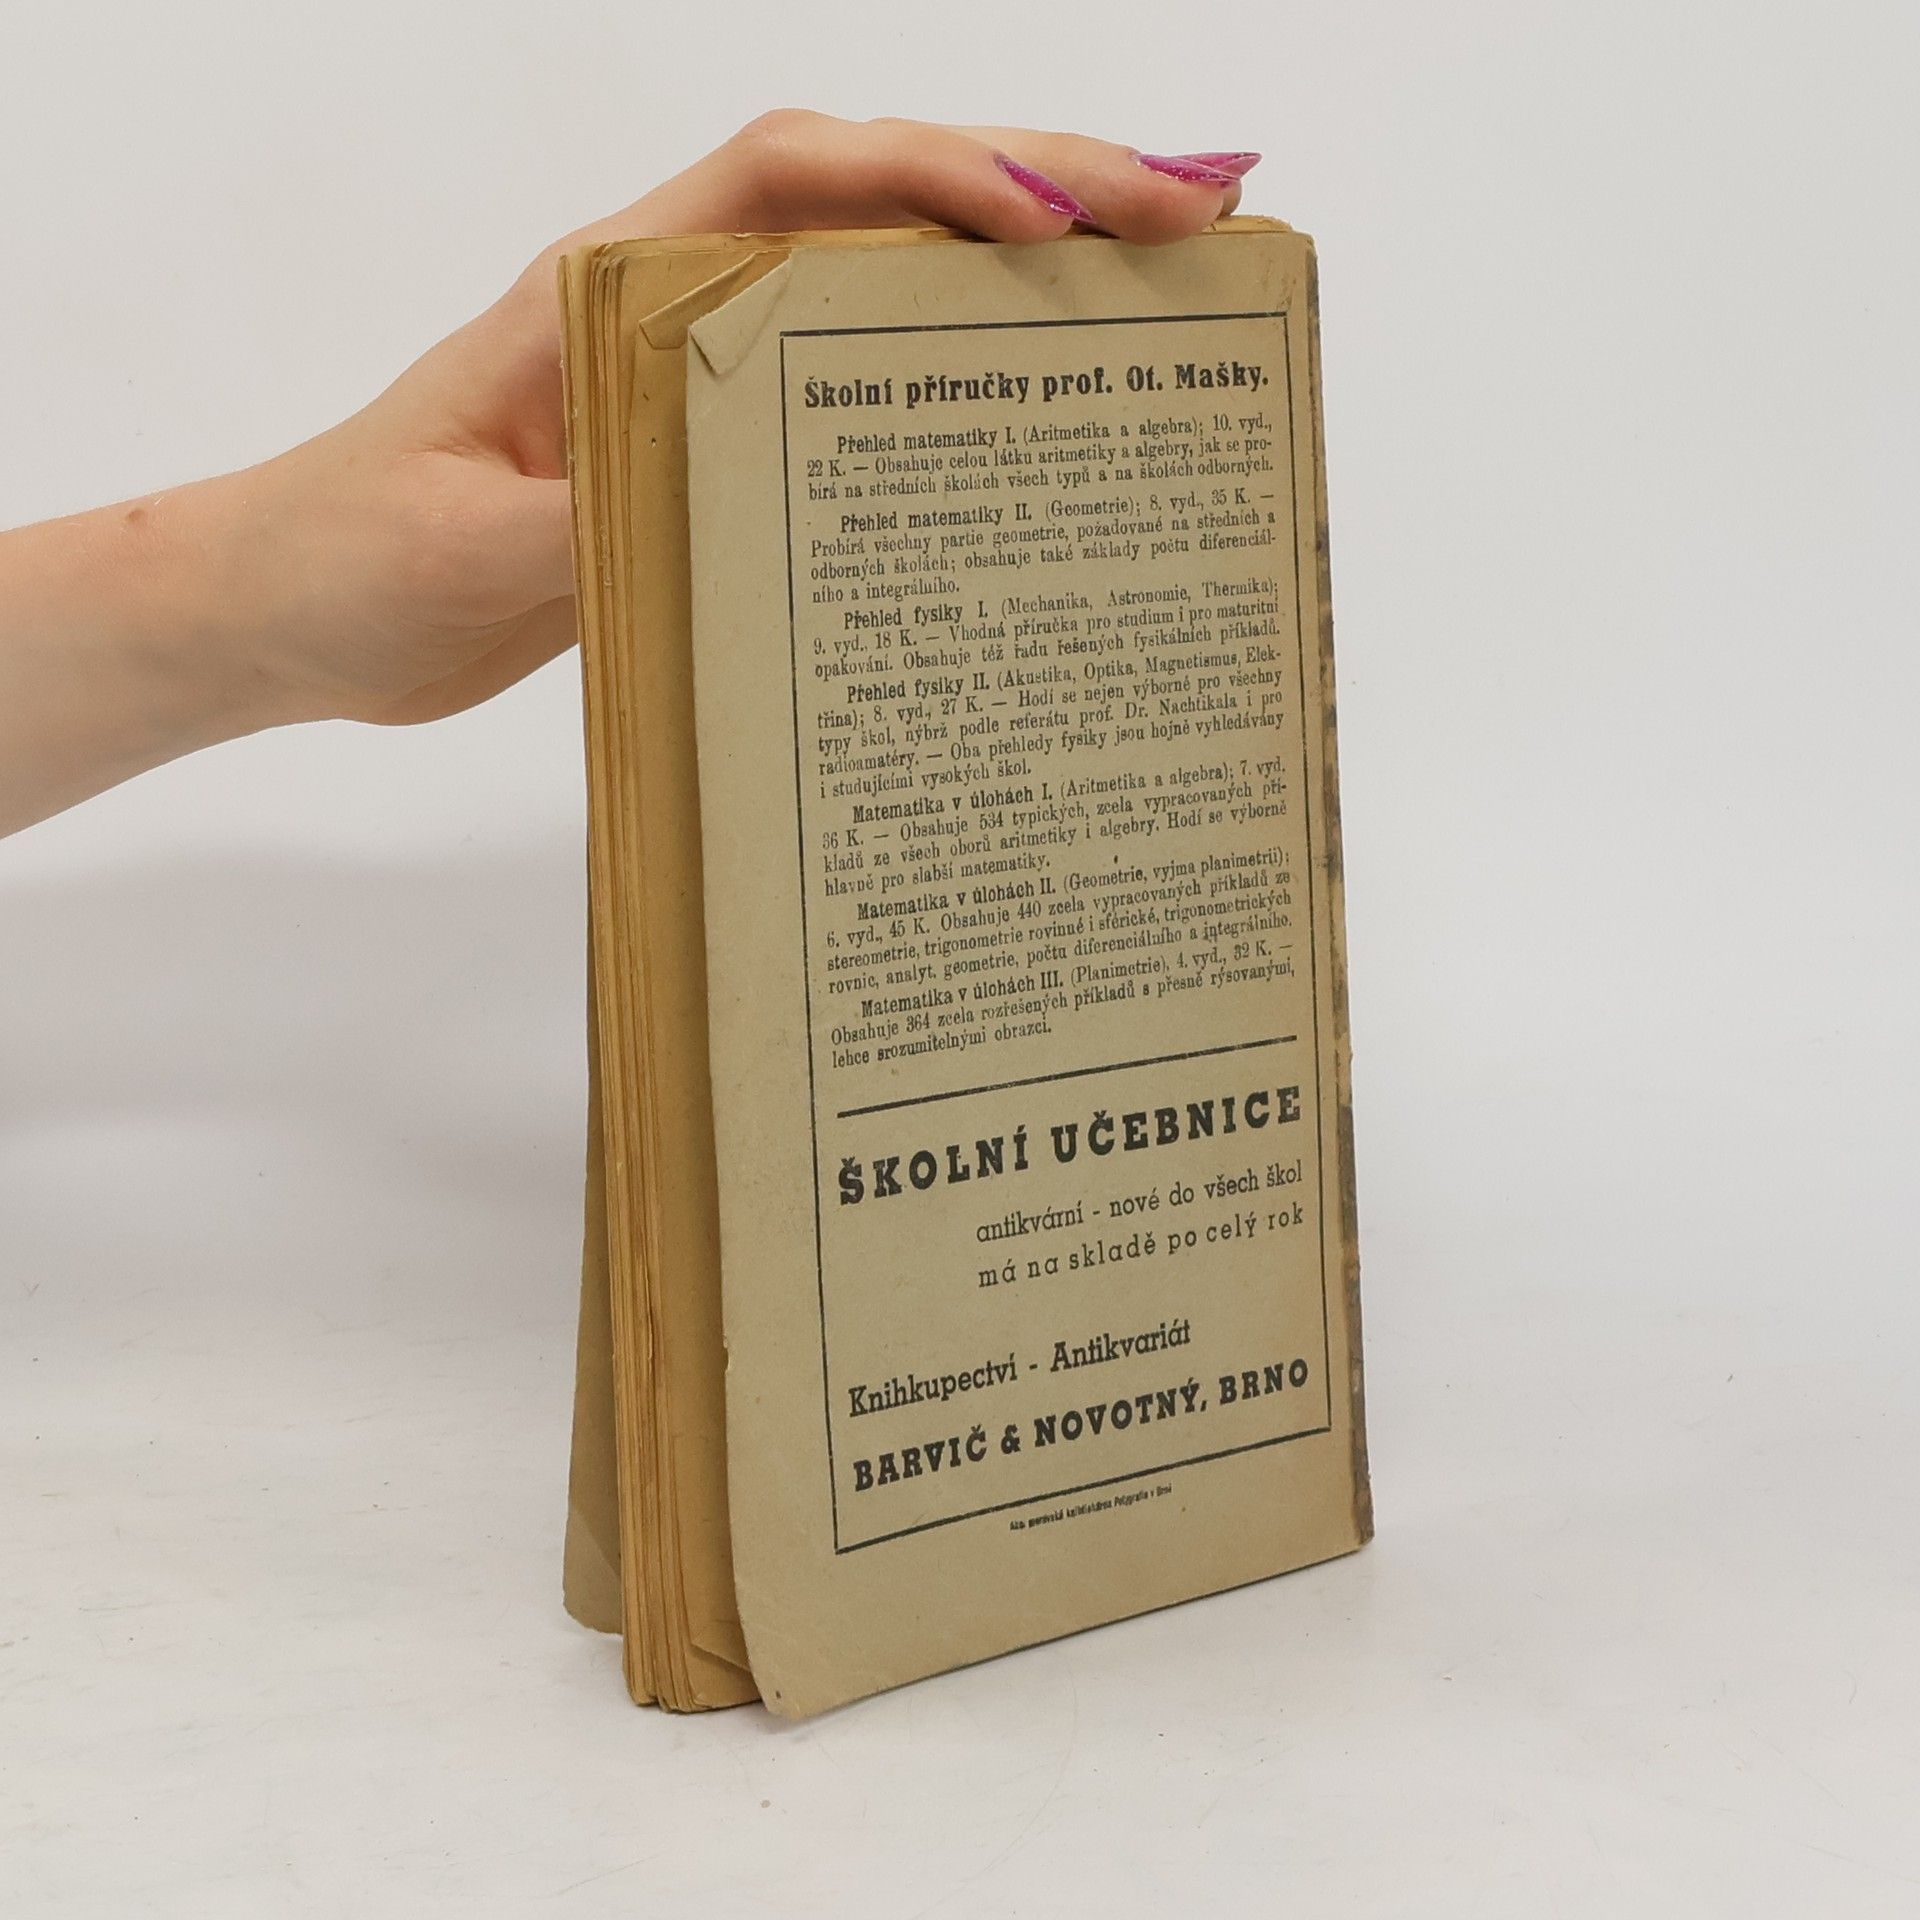 Školní příručky prof. Ot. Mašky.
Přehled matematiky I. (Aritmetika a algebra); 10. vyd.,
22 K. — Obsahuje celou látku aritmetiky a algebry, jak se pro-
bírá na středních školách všech typů a na školách odborných.
Přehled matematiky II. (Geometrie); 8. vyd., 35 K. —
Probírá všechny partie geometrie, požadované na středních a
odborných školách; obsahuje také základy počtu diferenciál-
ního a integrálního.
Přehled fysiky I. (Mechanika, Astronomie, Thermika);
9. vyd., 18 K. — Vhodná příručka pro studium i pro maturitní
opakování. Obsahuje též řadu řešených fysikálních příkladů.
Přehled fysiky II. (Akustika, Optika, Magnetismus, Elek-
třina); 8. vyd., 27 K. — Hodí se nejen výborné pro všechny
typy škol, nýbrž podle referátu prof. Dr. Nachtikala i pro
radioamatéry. — Oba přehledy fysiky jsou hojně vyhledávány
i studujícími vysokých škol.
Matematika v úlohách I. (Aritmetika a algebra); 7. vyd.
36 K. — Obsahuje 534 typických, zcela vypracovaných pří-
kladů ze všech oborů aritmetiky i algebry. Hodí se výborně
hlavně pro slabší matematiky.
Matematika v úlohách II. (Geometrie, vyjma planimetrii);
6. vyd., 45 K. Obsahuje 440 zcela vypracovaných příkladů ze
stereometrie, trigonometrie rovinné i sférické, trigonometrických
rovnic, analyt. geometrie, počtu diferenciálního a integrálního.
Matematika v úlohách III. (Planimetrie), 4. vyd., 32 K. —
Obsahuje 364 zcela rozřešených příkladů s přesně rýsovanými,
lehce srozumitelnými obrazci.
ŠKOLNÍ UČEBNICE
antikvární - nové do všech škol
má na skladě po celý rok
Knihkupectví - Antikvariát
BARVIČ & NOVOTNÝ, BRNO
Akc. moravská knihtiskárna Polygrafie v Brně